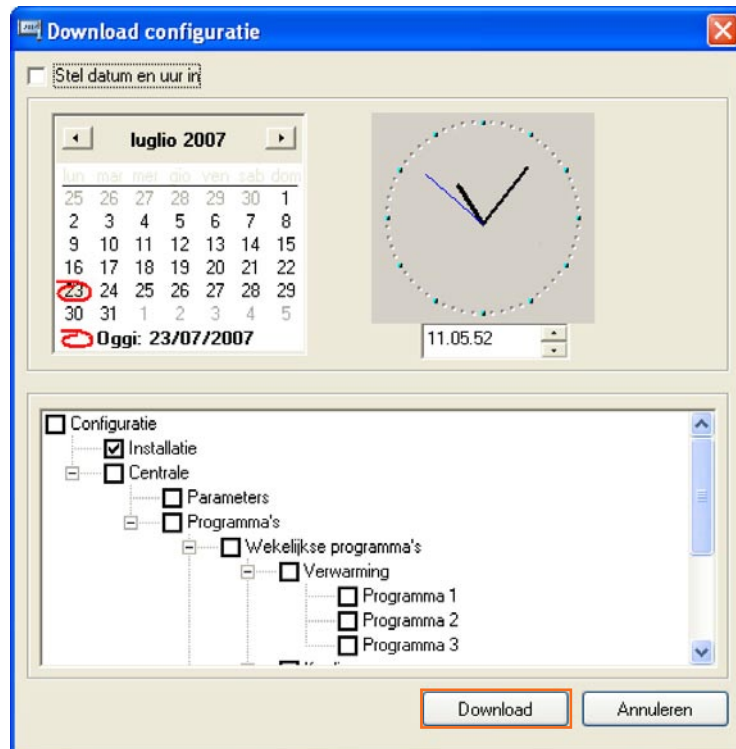 Download configuratie
Stel datum en uur in
luglio 2007
lun mar mer gio ven sab dom
25 26 27 28 29 30 1
2 3 4 5 6 7 8
9 10 11 12 13 14 15
16 17 18 19 20 21 22
23 24 25 26 27 28 29
30 31 1 2 3 4 5
Oggi: 23/07/2007
11.05.52
Configuratie
Installatie
Centrale
Parameters
Programma's
Wekelijkse programma's
Verwarming
Programma 1
Programma 2
Programma 3
Download
Annuleren